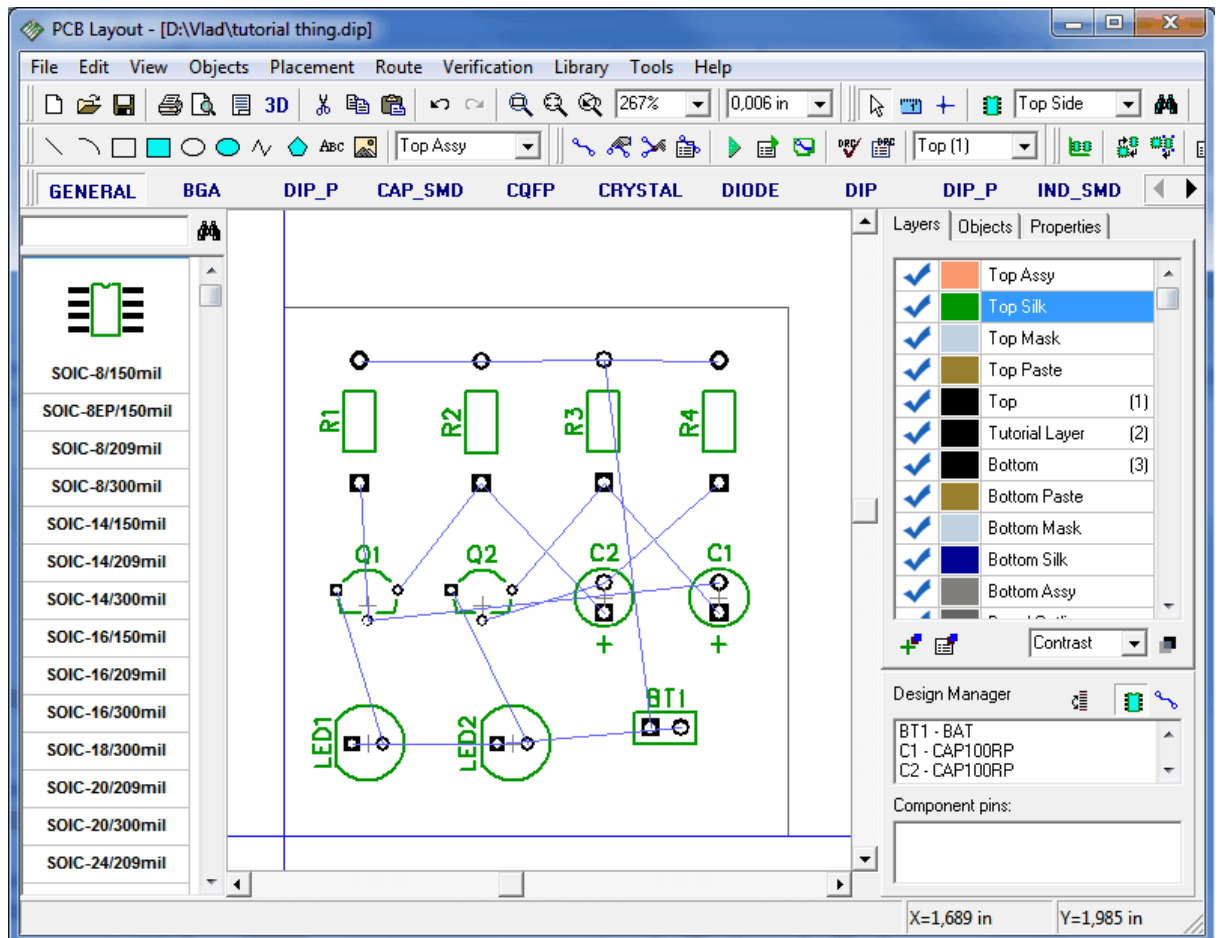 PCB Layout - [D:\Vlad\tutorial thing.dip]
File Edit View Objects Placement Route Verification Library Tools Help
3D 267% 0,006 in Top Side
ABC Top Assy DRC DRC Top (1)
GENERAL BGA DIP_P CAP_SMD CQFP CRYSTAL DIODE DIP DIP_P IND_SMD
SOIC-8/150mil
SOIC-8EP/150mil
SOIC-8/209mil
SOIC-8/300mil
SOIC-14/150mil
SOIC-14/209mil
SOIC-14/300mil
SOIC-16/150mil
SOIC-16/209mil
SOIC-16/300mil
SOIC-18/300mil
SOIC-20/209mil
SOIC-20/300mil
SOIC-24/209mil
R1 R2 R3 R4
Q1 Q2 C2 C1
+ +
LED1 LED2 BT1
Layers Objects Properties
Top Assy
Top Silk
Top Mask
Top Paste
Top (1)
Tutorial Layer (2)
Bottom (3)
Bottom Paste
Bottom Mask
Bottom Silk
Bottom Assy
Contrast
Design Manager
BT1 - BAT
C1 - CAP100RP
C2 - CAP100RP
Component pins:
X=1,689 in Y=1,985 in